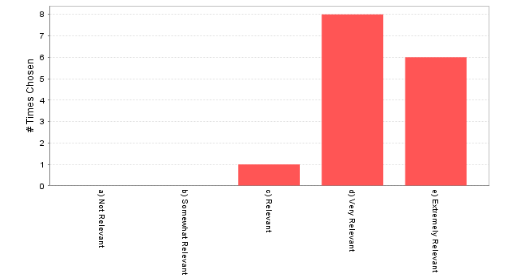 # Times Chosen
8
7
6
5
4
3
2
1
0
a) Not Relevant
b) Somewhat Relevant
c) Relevant
d) Very Relevant
e) Extremely Relevant